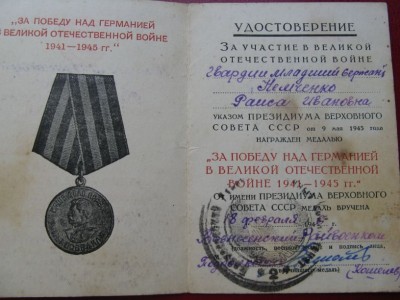 "ЗА ПОБЕДУ НАД ГЕРМАНИЕЙ
В ВЕЛИКОЙ ОТЕЧЕСТВЕННОЙ ВОЙНЕ
1941—1945 гг."
УДОСТОВЕРЕНИЕ
ЗА УЧАСТИЕ В ВЕЛИКОЙ
ОТЕЧЕСТВЕННОЙ ВОЙНЕ
Гвардии младший сержант
Немченко
Раиса Ивановна
УКАЗОМ ПРЕЗИДИУМА ВЕРХОВНОГО
СОВЕТА СССР от 9 мая 1945 года
НАГРАЖДЕН МЕДАЛЬЮ
"ЗА ПОБЕДУ НАД ГЕРМАНИЕЙ
В ВЕЛИКОЙ ОТЕЧЕСТВЕННОЙ
ВОЙНЕ 1941—1945 гг."
ОТ ИМЕНИ ПРЕЗИДИУМА ВЕРХОВНОГО
СОВЕТА СССР МЕДАЛЬ ВРУЧЕНА
8 февраля